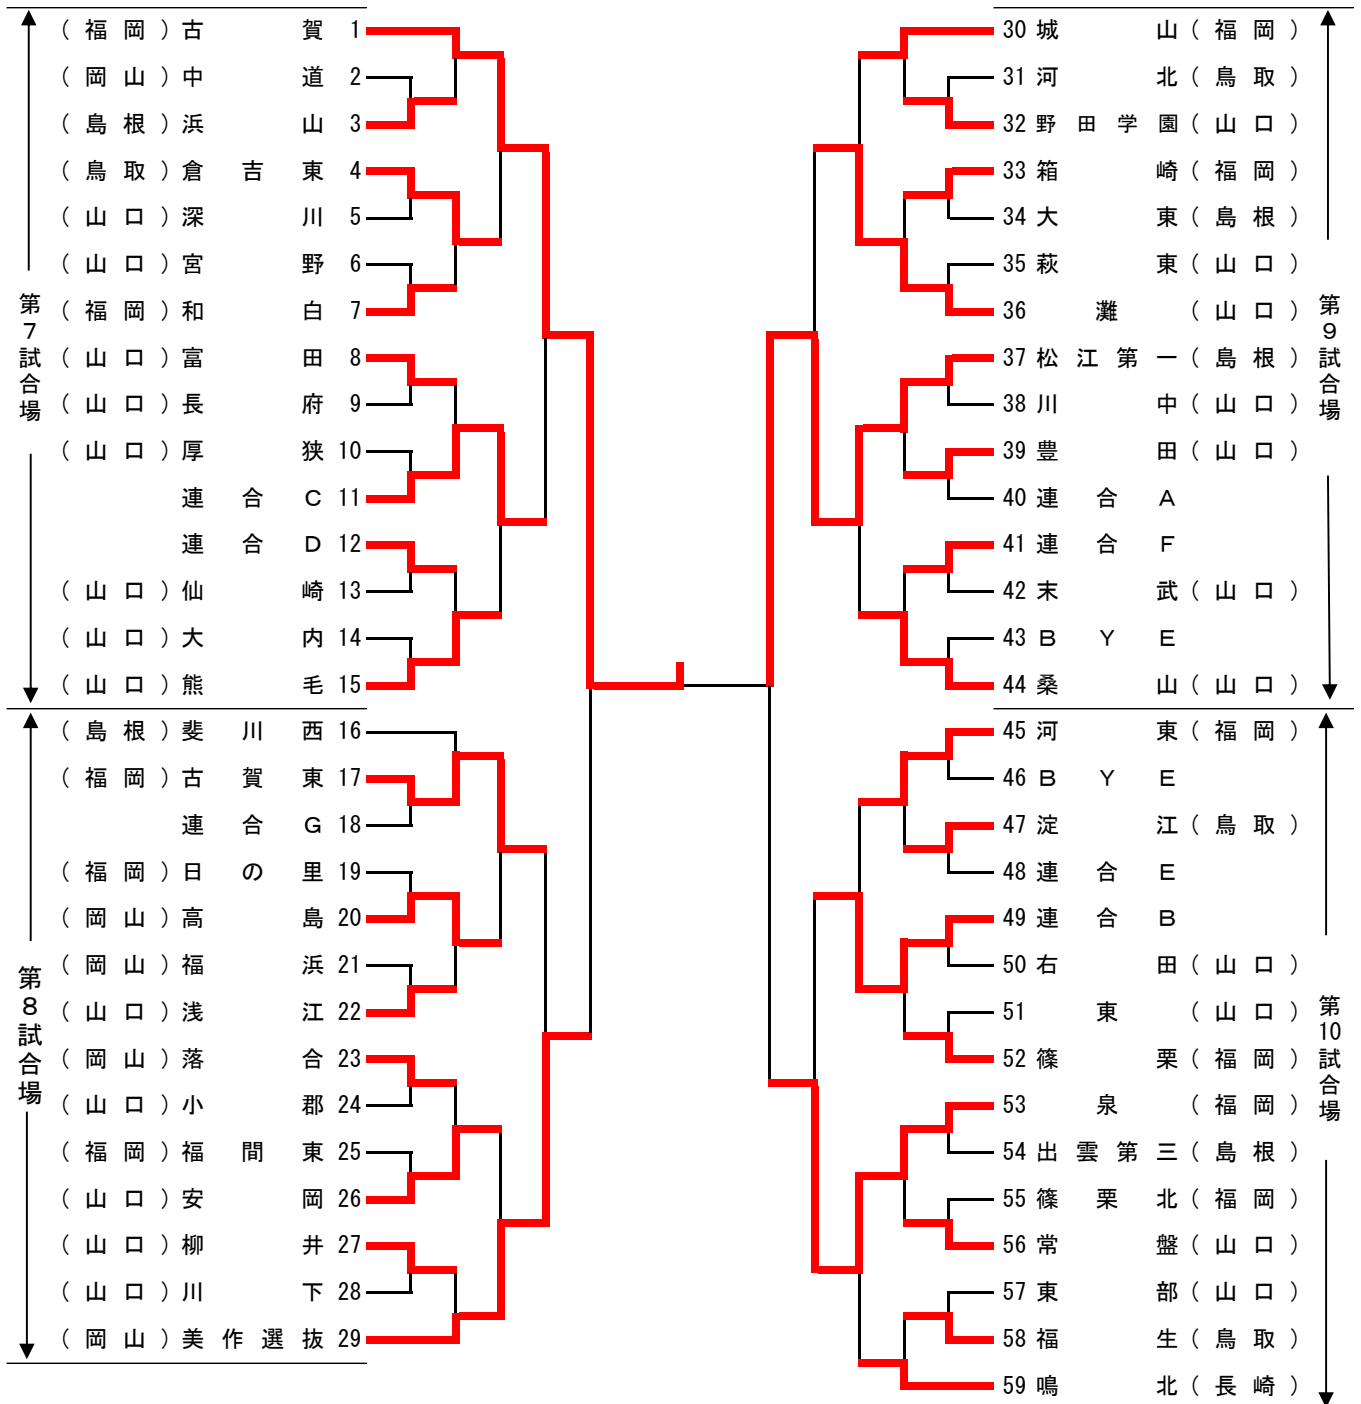 (福岡)古賀 1
(岡山)中道 2
(島根)浜山 3
(鳥取)倉吉東 4
(山口)深川 5
(山口)宮野 6
(福岡)和白 7
(山口)富田 8
(山口)長府 9
(山口)厚狭 10
連合C 11
連合D 12
(山口)仙崎 13
(山口)大内 14
(山口)熊毛 15
第7試合場
(島根)斐川西 16
(福岡)古賀東 17
連合G 18
(福岡)日の里 19
(岡山)高島 20
(岡山)福浜 21
(山口)浅江 22
(岡山)落合 23
(山口)小郡 24
(福岡)福間東 25
(山口)安岡 26
(山口)柳井 27
(山口)川下 28
(岡山)美作選抜 29
第8試合場
30 城山(福岡)
31 河北(鳥取)
32 野田学園(山口)
33 箱崎(福岡)
34 大東(島根)
35 萩東(山口)
36 灘(山口)
37 松江第一(島根)
38 川中(山口)
39 豊田(山口)
40 連合A
41 連合F
42 末武(山口)
43 BYE
44 桑山(山口)
第9試合場
45 河東(福岡)
46 BYE
47 淀江(鳥取)
48 連合E
49 連合B
50 右田(山口)
51 東(山口)
52 篠栗(福岡)
53 泉(福岡)
54 出雲第三(島根)
55 篠栗北(福岡)
56 常盤(山口)
57 東部(山口)
58 福生(鳥取)
59 鳴北(長崎)
第10試合場